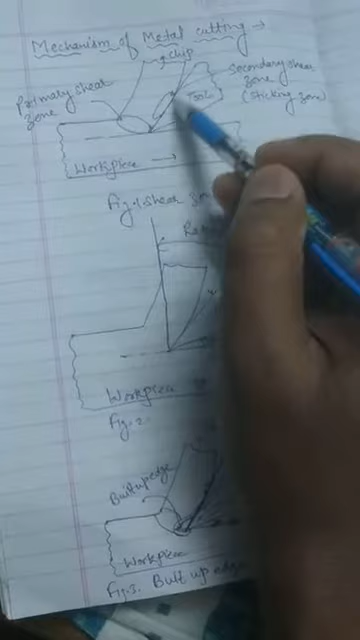 Mechanism of Metal cutting →
chip
Primary shear
zone
Secondary shear
zone
(Sticking zone)
Tool
Workpiece →
Fig. 1 shear
Workpiece
Fig. 2.
Built up edge
Workpiece
Fig. 3. Built up edge